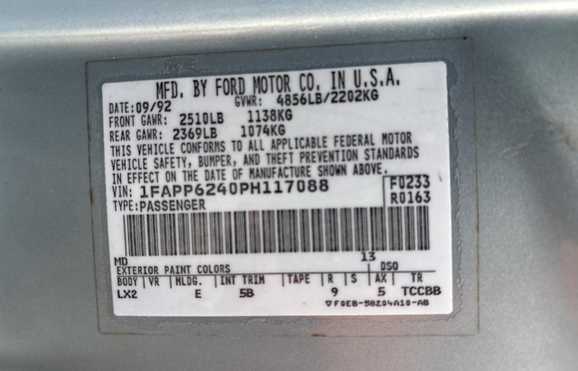 MFD. BY FORD MOTOR CO. IN U.S.A.
DATE: 09/92 GVWR: 4856LB/2202KG
FRONT GAWR: 2510LB 1138KG
REAR GAWR: 2369LB 1074KG
THIS VEHICLE CONFORMS TO ALL APPLICABLE FEDERAL MOTOR
VEHICLE SAFETY, BUMPER, AND THEFT PREVENTION STANDARDS
IN EFFECT ON THE DATE OF MANUFACTURE SHOWN ABOVE.
VIN: 1FAPP6240PH117088 F0233
TYPE: PASSENGER R0163
MD 13
EXTERIOR PAINT COLORS DSO
BODY VR MLDG. INT TRIM TAPE R S AX TR
LX2 E 5B 9 5 TCCBB
▽F0EB-58204A10-AB